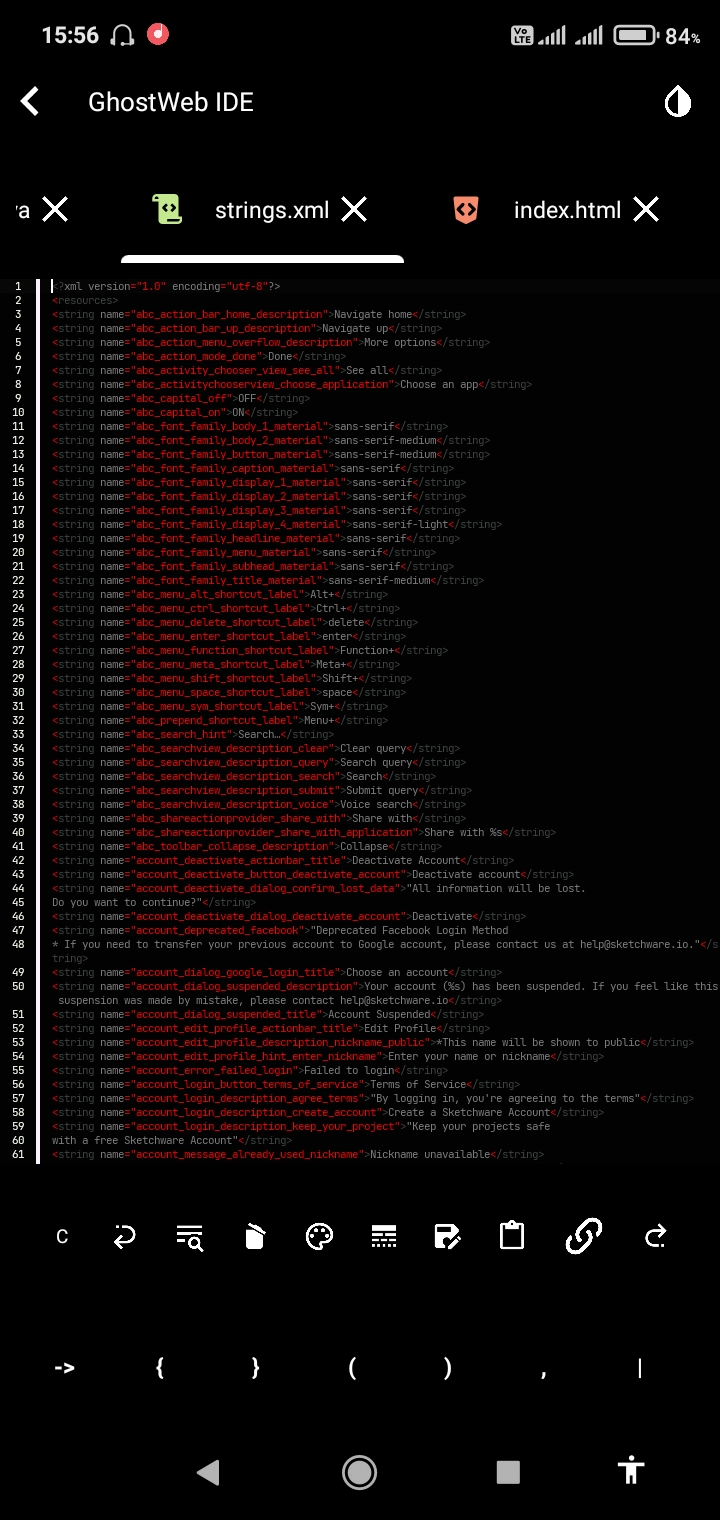 15:56 Vo LTE 84%
GhostWeb IDE
va strings.xml index.html
1 <?xml version="1.0" encoding="utf-8"?>
2 <resources>
3 <string name="abc_action_bar_home_description">Navigate home</string>
4 <string name="abc_action_bar_up_description">Navigate up</string>
5 <string name="abc_action_menu_overflow_description">More options</string>
6 <string name="abc_action_mode_done">Done</string>
7 <string name="abc_activity_chooser_view_see_all">See all</string>
8 <string name="abc_activitychooserview_choose_application">Choose an app</string>
9 <string name="abc_capital_off">OFF</string>
10 <string name="abc_capital_on">ON</string>
11 <string name="abc_font_family_body_1_material">sans-serif</string>
12 <string name="abc_font_family_body_2_material">sans-serif-medium</string>
13 <string name="abc_font_family_button_material">sans-serif-medium</string>
14 <string name="abc_font_family_caption_material">sans-serif</string>
15 <string name="abc_font_family_display_1_material">sans-serif</string>
16 <string name="abc_font_family_display_2_material">sans-serif</string>
17 <string name="abc_font_family_display_3_material">sans-serif</string>
18 <string name="abc_font_family_display_4_material">sans-serif-light</string>
19 <string name="abc_font_family_headline_material">sans-serif</string>
20 <string name="abc_font_family_menu_material">sans-serif</string>
21 <string name="abc_font_family_subhead_material">sans-serif</string>
22 <string name="abc_font_family_title_material">sans-serif-medium</string>
23 <string name="abc_menu_alt_shortcut_label">Alt+</string>
24 <string name="abc_menu_ctrl_shortcut_label">Ctrl+</string>
25 <string name="abc_menu_delete_shortcut_label">delete</string>
26 <string name="abc_menu_enter_shortcut_label">enter</string>
27 <string name="abc_menu_function_shortcut_label">Function+</string>
28 <string name="abc_menu_meta_shortcut_label">Meta+</string>
29 <string name="abc_menu_shift_shortcut_label">Shift+</string>
30 <string name="abc_menu_space_shortcut_label">space</string>
31 <string name="abc_menu_sym_shortcut_label">Sym+</string>
32 <string name="abc_prepend_shortcut_label">Menu+</string>
33 <string name="abc_search_hint">Search…</string>
34 <string name="abc_searchview_description_clear">Clear query</string>
35 <string name="abc_searchview_description_query">Search query</string>
36 <string name="abc_searchview_description_search">Search</string>
37 <string name="abc_searchview_description_submit">Submit query</string>
38 <string name="abc_searchview_description_voice">Voice search</string>
39 <string name="abc_shareactionprovider_share_with">Share with</string>
40 <string name="abc_shareactionprovider_share_with_application">Share with %s</string>
41 <string name="abc_toolbar_collapse_description">Collapse</string>
42 <string name="account_deactivate_actionbar_title">Deactivate Account</string>
43 <string name="account_deactivate_button_deactivate_account">Deactivate account</string>
44 <string name="account_deactivate_dialog_confirm_lost_data">"All information will be lost.
45 Do you want to continue?"</string>
46 <string name="account_deactivate_dialog_deactivate_account">Deactivate</string>
47 <string name="account_deprecated_facebook">"Deprecated Facebook Login Method
48 * If you need to transfer your previous account to Google account, please contact us at help@sketchware.io."</s
tring>
49 <string name="account_dialog_google_login_title">Choose an account</string>
50 <string name="account_dialog_suspended_description">Your account (%s) has been suspended. If you feel like this
suspension was made by mistake, please contact help@sketchware.io</string>
51 <string name="account_dialog_suspended_title">Account Suspended</string>
52 <string name="account_edit_profile_actionbar_title">Edit Profile</string>
53 <string name="account_edit_profile_description_nickname_public">*This name will be shown to public</string>
54 <string name="account_edit_profile_hint_enter_nickname">Enter your name or nickname</string>
55 <string name="account_error_failed_login">Failed to login</string>
56 <string name="account_login_button_terms_of_service">Terms of Service</string>
57 <string name="account_login_description_agree_terms">"By logging in, you're agreeing to the terms"</string>
58 <string name="account_login_description_create_account">Create a Sketchware Account</string>
59 <string name="account_login_description_keep_your_project">"Keep your projects safe
60 with a free Sketchware Account"</string>
61 <string name="account_message_already_used_nickname">Nickname unavailable</string>
C
-> { } ( ) , |